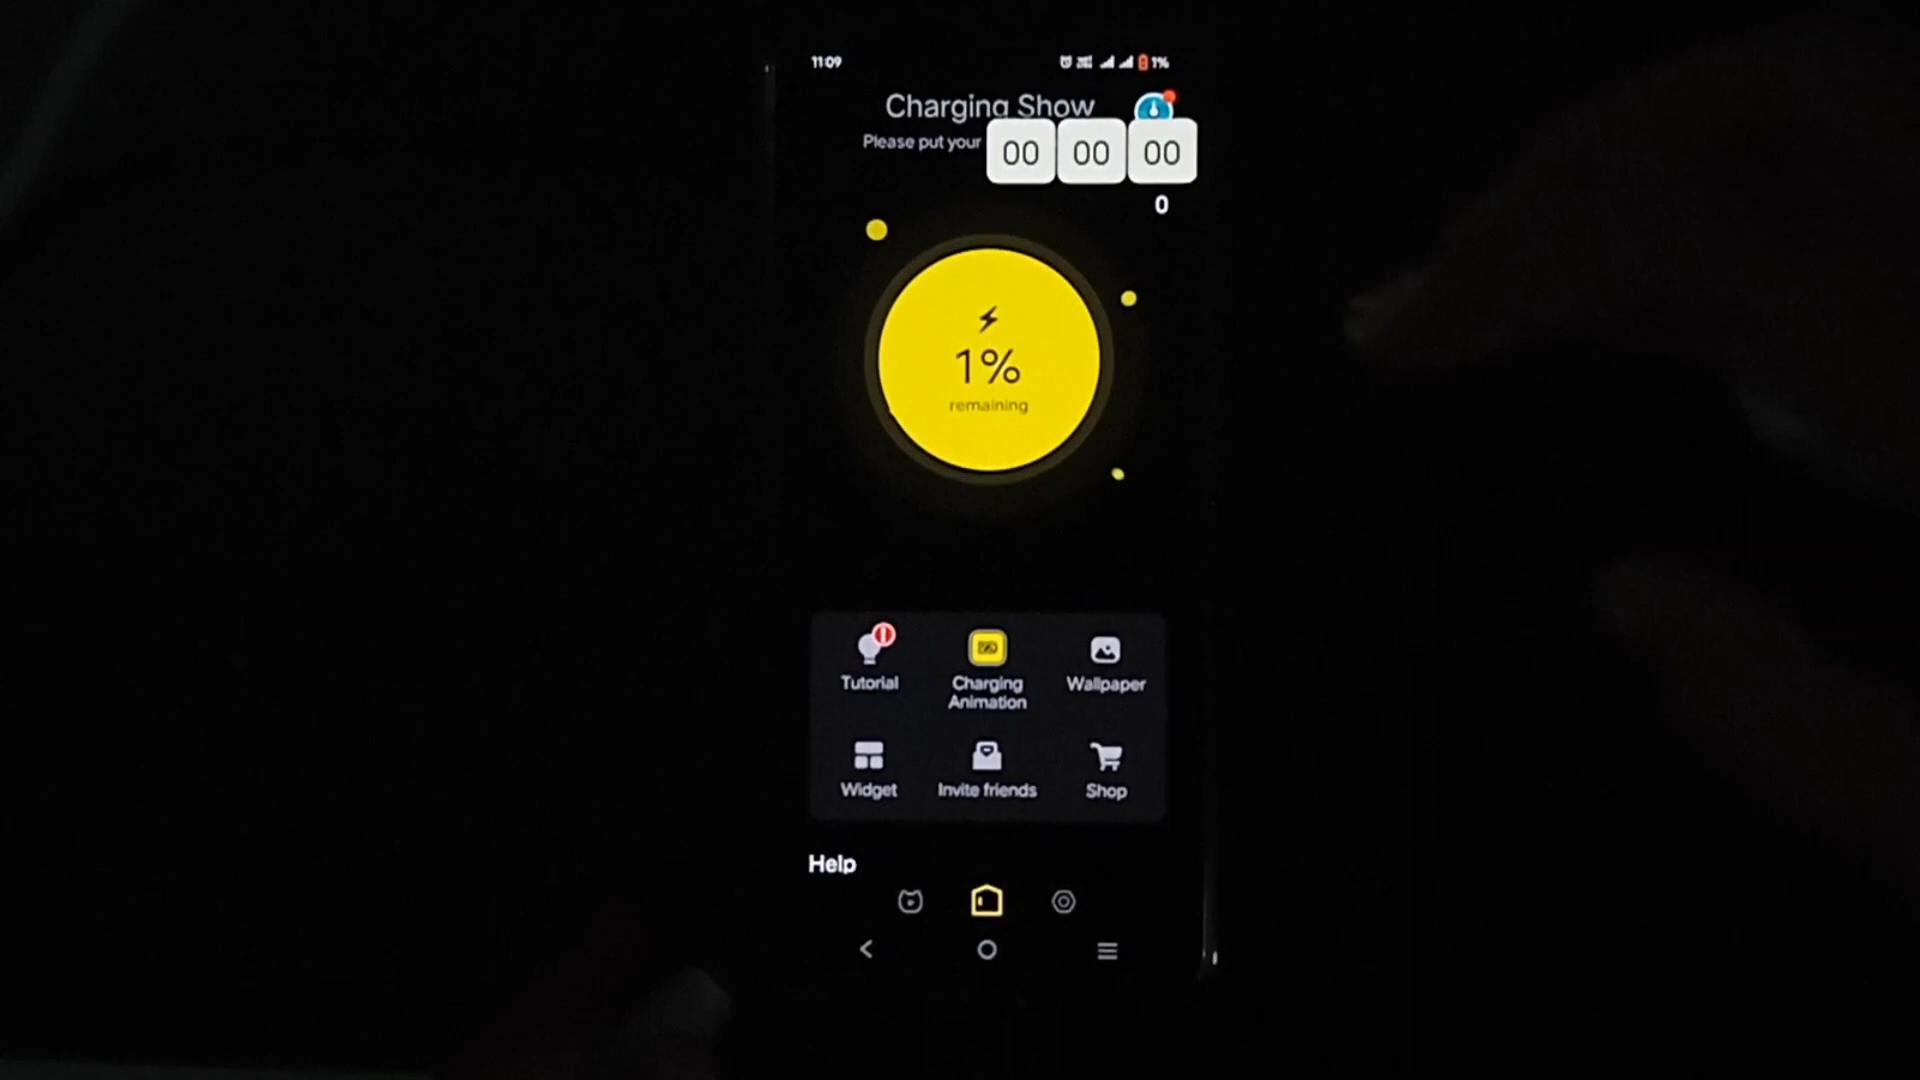 11:09
1%
Charging Show
Please put your
00 00 00
0
1%
remaining
Tutorial
Charging
Animation
Wallpaper
Widget
Invite friends
Shop
Help